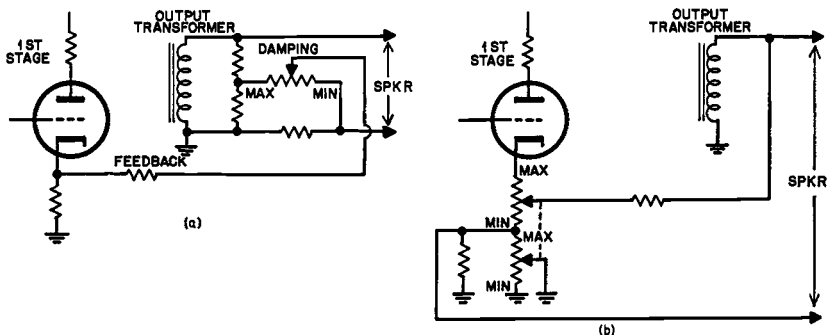 OUTPUT
TRANSFORMER
1ST
STAGE
DAMPING
MAX
MIN
SPKR
FEEDBACK
(a)
OUTPUT
TRANSFORMER
1ST
STAGE
MAX
MIN
MAX
MIN
SPKR
(b)